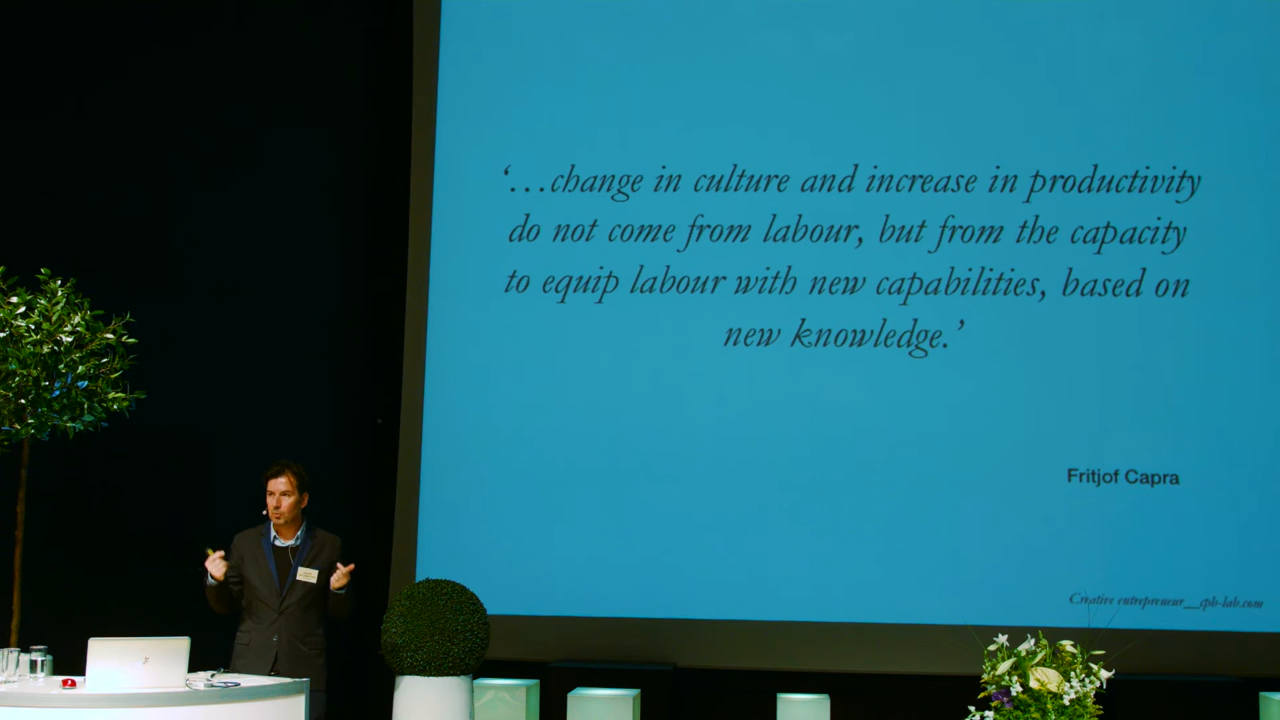 ‘…change in culture and increase in productivity
do not come from labour, but from the capacity
to equip labour with new capabilities, based on
new knowledge.’
Fritjof Capra
Creative entrepreneur__cpb-lab.com